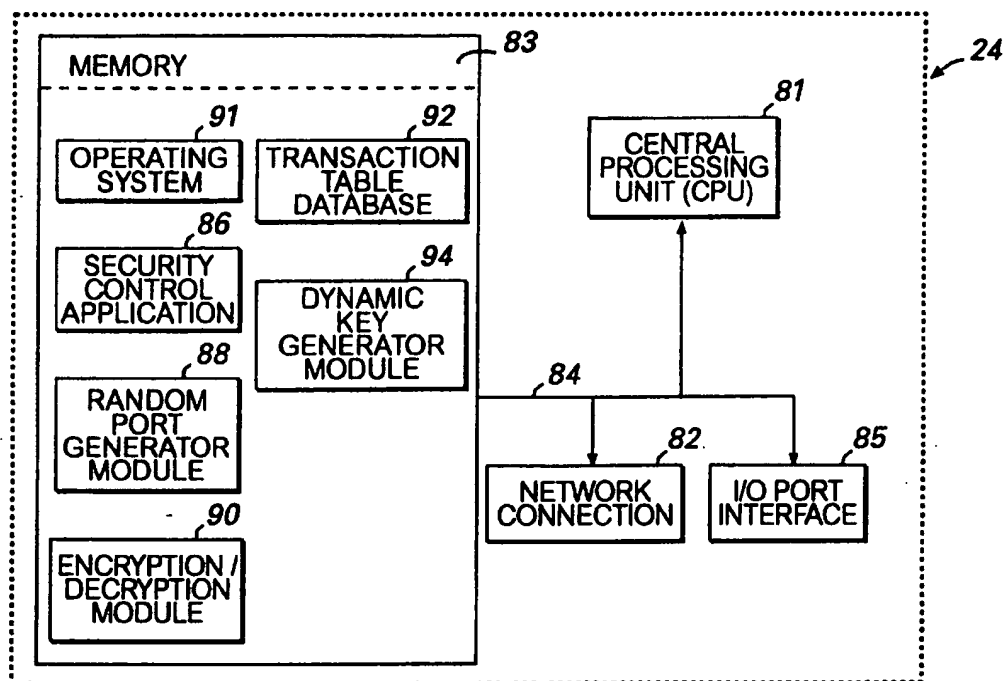 83
MEMORY
24
91
OPERATING
SYSTEM
92
TRANSACTION
TABLE
DATABASE
81
CENTRAL
PROCESSING
UNIT (CPU)
86
SECURITY
CONTROL
APPLICATION
94
DYNAMIC
KEY
GENERATOR
MODULE
88
RANDOM
PORT
GENERATOR
MODULE
84
82
NETWORK
CONNECTION
85
I/O PORT
INTERFACE
90
ENCRYPTION /
DECRYPTION
MODULE